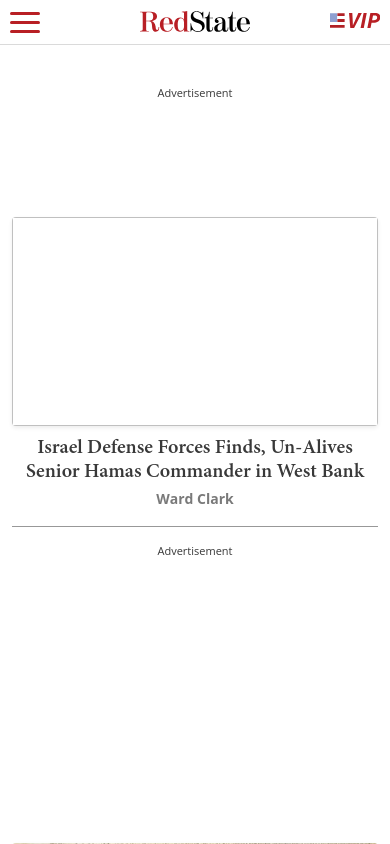 RedState
VIP
Advertisement
Israel Defense Forces Finds, Un-Alives
Senior Hamas Commander in West Bank
Ward Clark
Advertisement